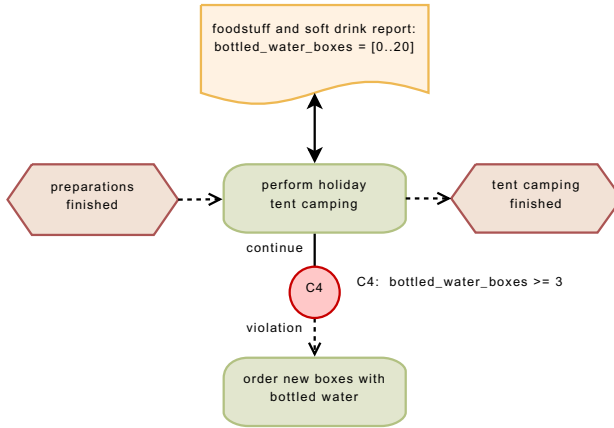 foodstuff and soft drink report:
bottled_water_boxes = [0..20]
preparations
finished
perform holiday
tent camping
tent camping
finished
continue
C4
C4:  bottled_water_boxes >= 3
violation
order new boxes with
bottled water